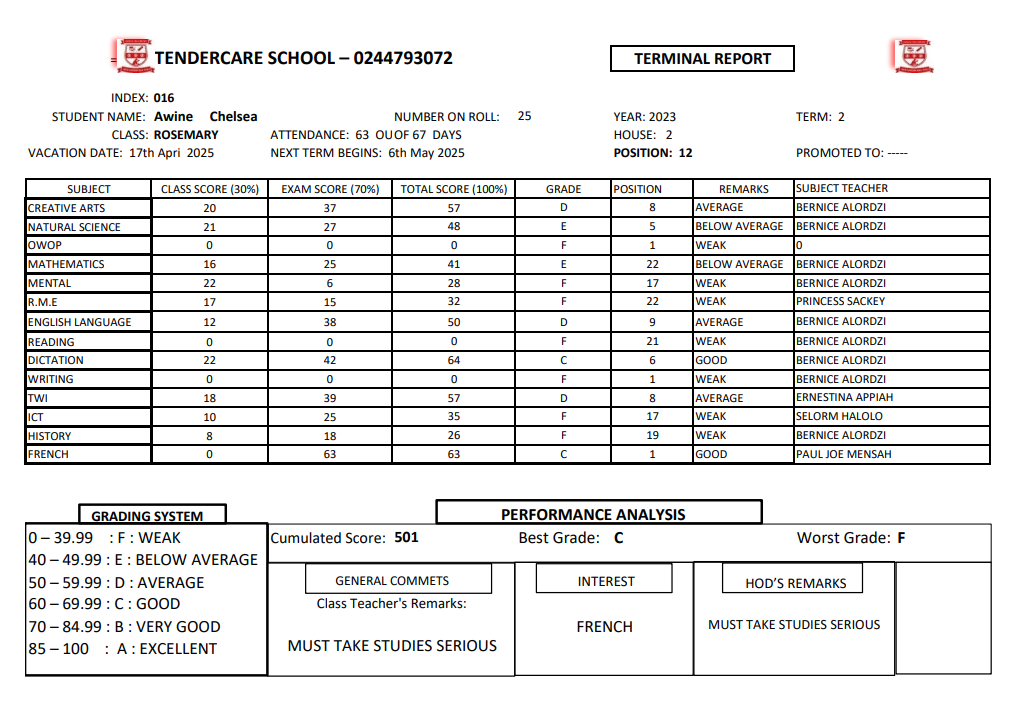 TENDERCARE SCHOOL – 0244793072 TERMINAL REPORT
INDEX: 016
STUDENT NAME: Awine Chelsea NUMBER ON ROLL: 25 YEAR: 2023 TERM: 2
CLASS: ROSEMARY ATTENDANCE: 63 OU OF 67 DAYS HOUSE: 2
VACATION DATE: 17th Apri 2025 NEXT TERM BEGINS: 6th May 2025 POSITION: 12 PROMOTED TO: -----
SUBJECT CLASS SCORE (30%) EXAM SCORE (70%) TOTAL SCORE (100%) GRADE POSITION REMARKS SUBJECT TEACHER
CREATIVE ARTS 20 37 57 D 8 AVERAGE BERNICE ALORDZI
NATURAL SCIENCE 21 27 48 E 5 BELOW AVERAGE BERNICE ALORDZI
OWOP 0 0 0 F 1 WEAK 0
MATHEMATICS 16 25 41 E 22 BELOW AVERAGE BERNICE ALORDZI
MENTAL 22 6 28 F 17 WEAK BERNICE ALORDZI
R.M.E 17 15 32 F 22 WEAK PRINCESS SACKEY
ENGLISH LANGUAGE 12 38 50 D 9 AVERAGE BERNICE ALORDZI
READING 0 0 0 F 21 WEAK BERNICE ALORDZI
DICTATION 22 42 64 C 6 GOOD BERNICE ALORDZI
WRITING 0 0 0 F 1 WEAK BERNICE ALORDZI
TWI 18 39 57 D 8 AVERAGE ERNESTINA APPIAH
ICT 10 25 35 F 17 WEAK SELORM HALOLO
HISTORY 8 18 26 F 19 WEAK BERNICE ALORDZI
FRENCH 0 63 63 C 1 GOOD PAUL JOE MENSAH
GRADING SYSTEM PERFORMANCE ANALYSIS
0 – 39.99 : F : WEAK
40 – 49.99 : E : BELOW AVERAGE
50 – 59.99 : D : AVERAGE
60 – 69.99 : C : GOOD
70 – 84.99 : B : VERY GOOD
85 – 100 : A : EXCELLENT
Cumulated Score: 501 Best Grade: C Worst Grade: F
GENERAL COMMETS
Class Teacher's Remarks:
MUST TAKE STUDIES SERIOUS
INTEREST
FRENCH
HOD'S REMARKS
MUST TAKE STUDIES SERIOUS